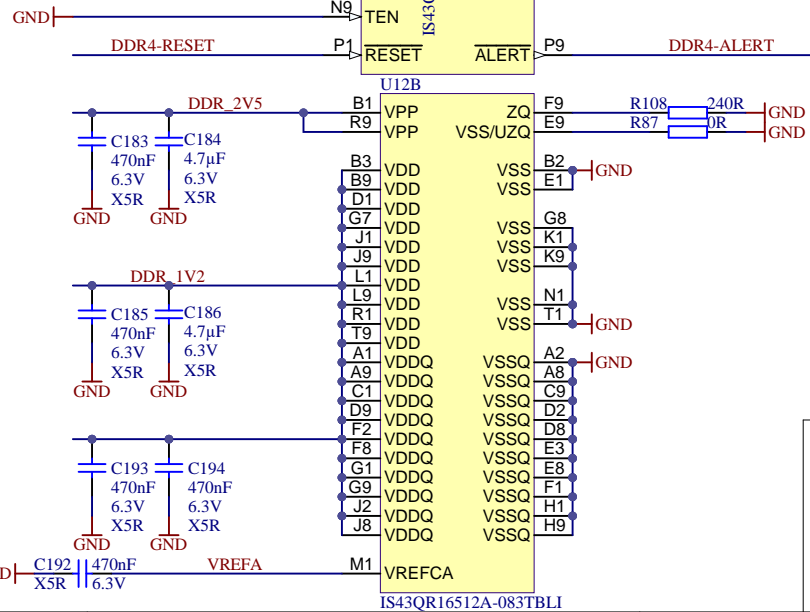 N9
GND
TEN
IS43
DDR4-RESET
P1
RESET
ALERT
P9
DDR4-ALERT
U12B
DDR_2V5
B1
VPP
ZQ
F9
R108
240R
GND
R9
VPP
VSS/UZQ
E9
R87
0R
GND
C183
470nF
6.3V
X5R
GND
C184
4.7µF
6.3V
X5R
GND
B3
VDD
B9
VDD
D1
VDD
G7
VDD
J1
VDD
J9
VDD
DDR_1V2
L1
VDD
L9
VDD
R1
VDD
T9
VDD
A1
VDDQ
A9
VDDQ
C1
VDDQ
D9
VDDQ
F2
VDDQ
F8
VDDQ
G1
VDDQ
G9
VDDQ
J2
VDDQ
J8
VDDQ
VSS
B2
GND
VSS
E1
VSS
G8
VSS
K1
VSS
K9
VSS
N1
VSS
T1
GND
VSSQ
A2
GND
VSSQ
A8
VSSQ
C9
VSSQ
D2
VSSQ
D8
VSSQ
E3
VSSQ
E8
VSSQ
F1
VSSQ
H1
VSSQ
H9
C185
470nF
6.3V
X5R
GND
C186
4.7µF
6.3V
X5R
GND
C193
470nF
6.3V
X5R
GND
C194
470nF
6.3V
X5R
GND
D
C192
470nF
X5R
6.3V
VREFA
M1
VREFCA
IS43QR16512A-083TBLI